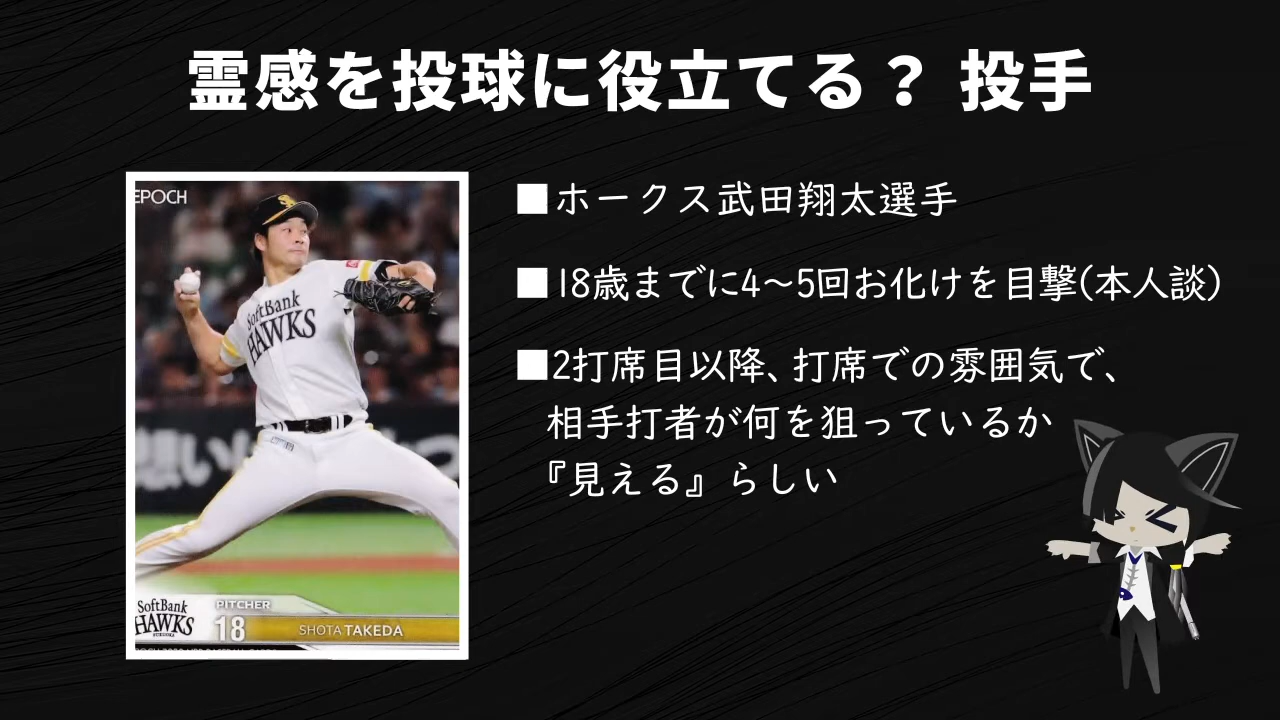 霊感を投球に役立てる? 投手
EPOCH
SoftBank
HAWKS
SoftBank
HAWKS
PITCHER
18
SHOTA TAKEDA
■ホークス武田翔太選手
■18歳までに4~5回お化けを目撃(本人談)
■2打席目以降、打席での雰囲気で、
相手打者が何を狙っているか
『見える』らしい